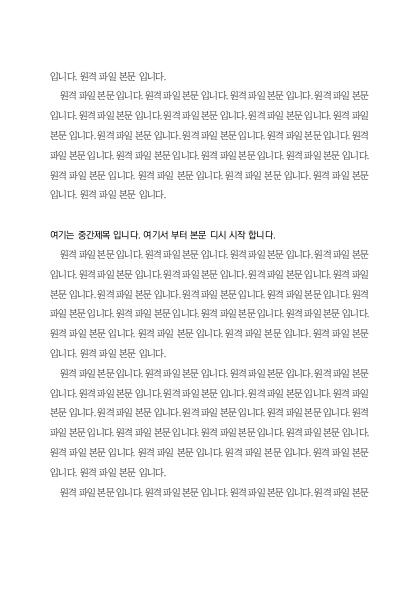 입니다. 원격 파일 본문 입니다.
원격 파일 본문 입니다. 원격 파일 본문 입니다. 원격 파일 본문 입니다. 원격 파일 본문
입니다. 원격 파일 본문 입니다. 원격 파일 본문 입니다. 원격 파일 본문 입니다. 원격 파일
본문 입니다. 원격 파일 본문 입니다. 원격 파일 본문 입니다. 원격 파일 본문 입니다. 원격
파일 본문 입니다. 원격 파일 본문 입니다. 원격 파일 본문 입니다. 원격 파일 본문 입니다.
원격 파일 본문 입니다. 원격 파일 본문 입니다. 원격 파일 본문 입니다. 원격 파일 본문
입니다. 원격 파일 본문 입니다.
여기는 중간제목 입니다. 여기서 부터 본문 디시 시작 합니다.
원격 파일 본문 입니다. 원격 파일 본문 입니다. 원격 파일 본문 입니다. 원격 파일 본문
입니다. 원격 파일 본문 입니다. 원격 파일 본문 입니다. 원격 파일 본문 입니다. 원격 파일
본문 입니다. 원격 파일 본문 입니다. 원격 파일 본문 입니다. 원격 파일 본문 입니다. 원격
파일 본문 입니다. 원격 파일 본문 입니다. 원격 파일 본문 입니다. 원격 파일 본문 입니다.
원격 파일 본문 입니다. 원격 파일 본문 입니다. 원격 파일 본문 입니다. 원격 파일 본문
입니다. 원격 파일 본문 입니다.
원격 파일 본문 입니다. 원격 파일 본문 입니다. 원격 파일 본문 입니다. 원격 파일 본문
입니다. 원격 파일 본문 입니다. 원격 파일 본문 입니다. 원격 파일 본문 입니다. 원격 파일
본문 입니다. 원격 파일 본문 입니다. 원격 파일 본문 입니다. 원격 파일 본문 입니다. 원격
파일 본문 입니다. 원격 파일 본문 입니다. 원격 파일 본문 입니다. 원격 파일 본문 입니다.
원격 파일 본문 입니다. 원격 파일 본문 입니다. 원격 파일 본문 입니다. 원격 파일 본문
입니다. 원격 파일 본문 입니다.
원격 파일 본문 입니다. 원격 파일 본문 입니다. 원격 파일 본문 입니다. 원격 파일 본문